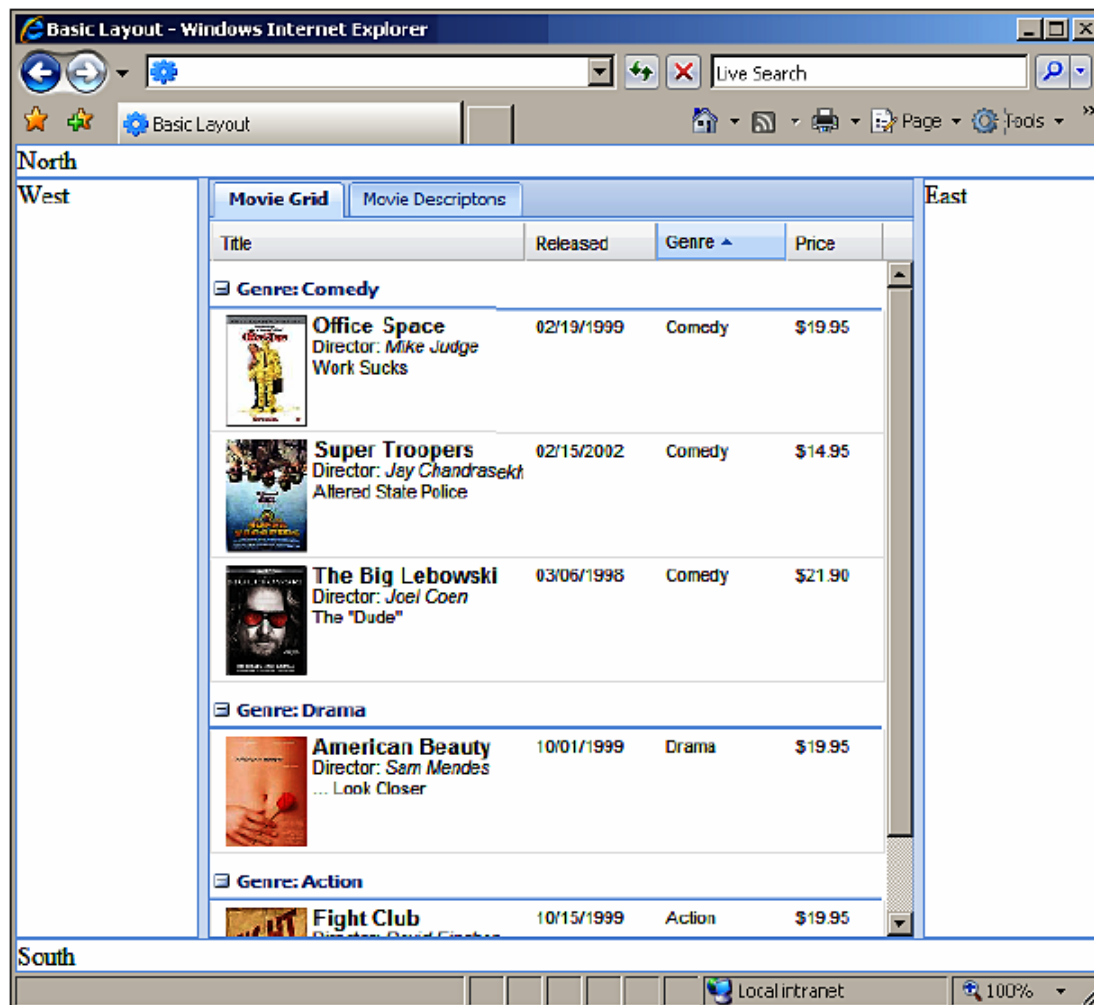 Basic Layout - Windows Internet Explorer
Live Search
Basic Layout
Page
Tools
North
West
Movie Grid
Movie Descriptons
East
Title Released Genre Price
Genre: Comedy
Office Space 02/19/1999 Comedy $19.95
Director: Mike Judge
Work Sucks
Super Troopers 02/15/2002 Comedy $14.95
Director: Jay Chandrasekh
Altered State Police
The Big Lebowski 03/06/1998 Comedy $21.90
Director: Joel Coen
The "Dude"
Genre: Drama
American Beauty 10/01/1999 Drama $19.95
Director: Sam Mendes
... Look Closer
Genre: Action
Fight Club 10/15/1999 Action $19.95
South
Local intranet
100%